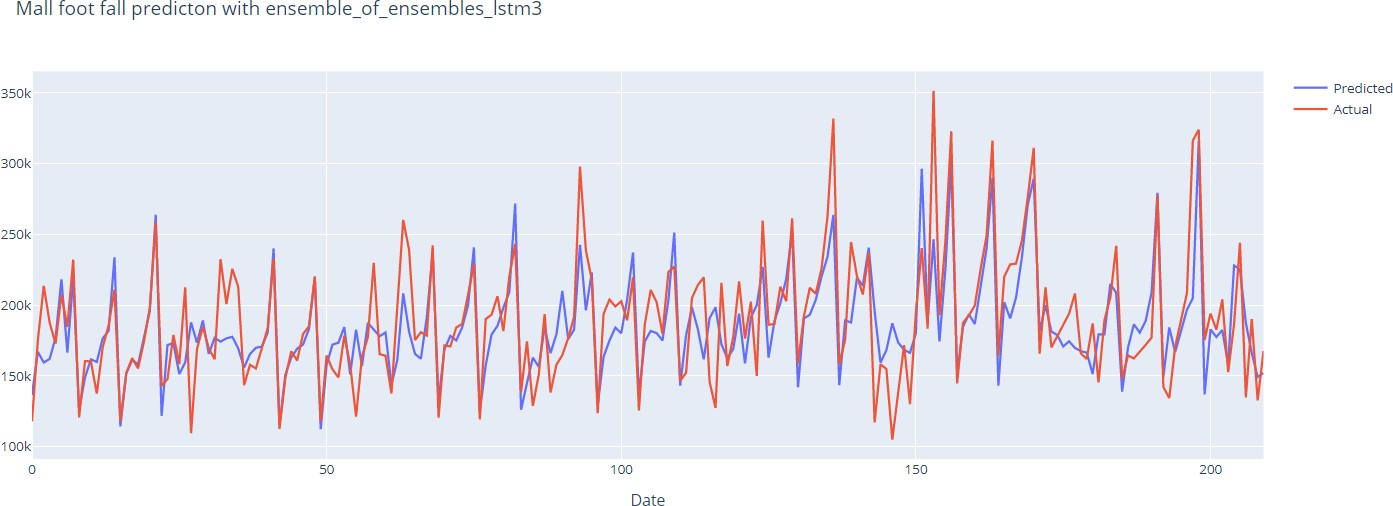 Mall foot fall predicton with ensemble_of_ensembles_lstm3
350k
300k
250k
200k
150k
100k
0 50 100 150 200
Date
Predicted
Actual